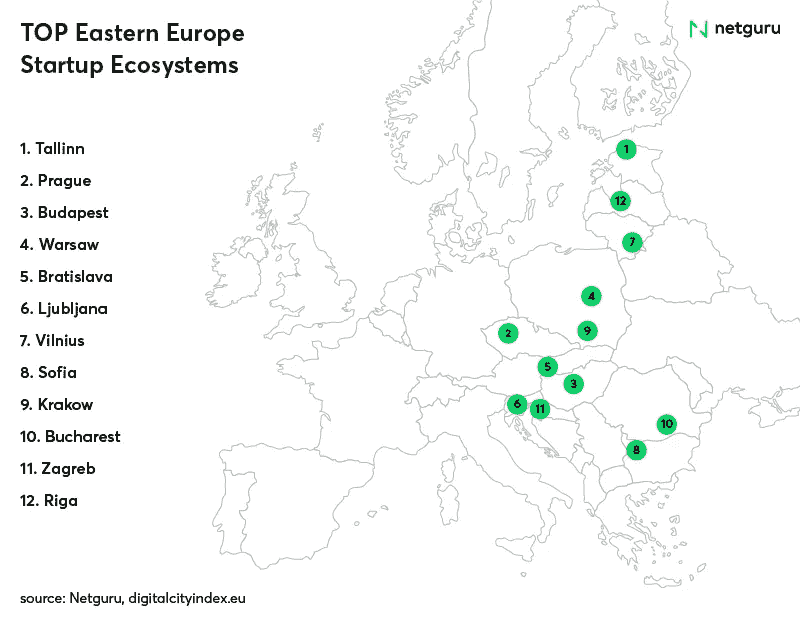 TOP Eastern Europe
Startup Ecosystems
netguru
1. Tallinn
2. Prague
3. Budapest
4. Warsaw
5. Bratislava
6. Ljubljana
7. Vilnius
8. Sofia
9. Krakow
10. Bucharest
11. Zagreb
12. Riga
1
12
7
4
2
9
5
3
6
11
10
8
source: Netguru, digitalcityindex.eu